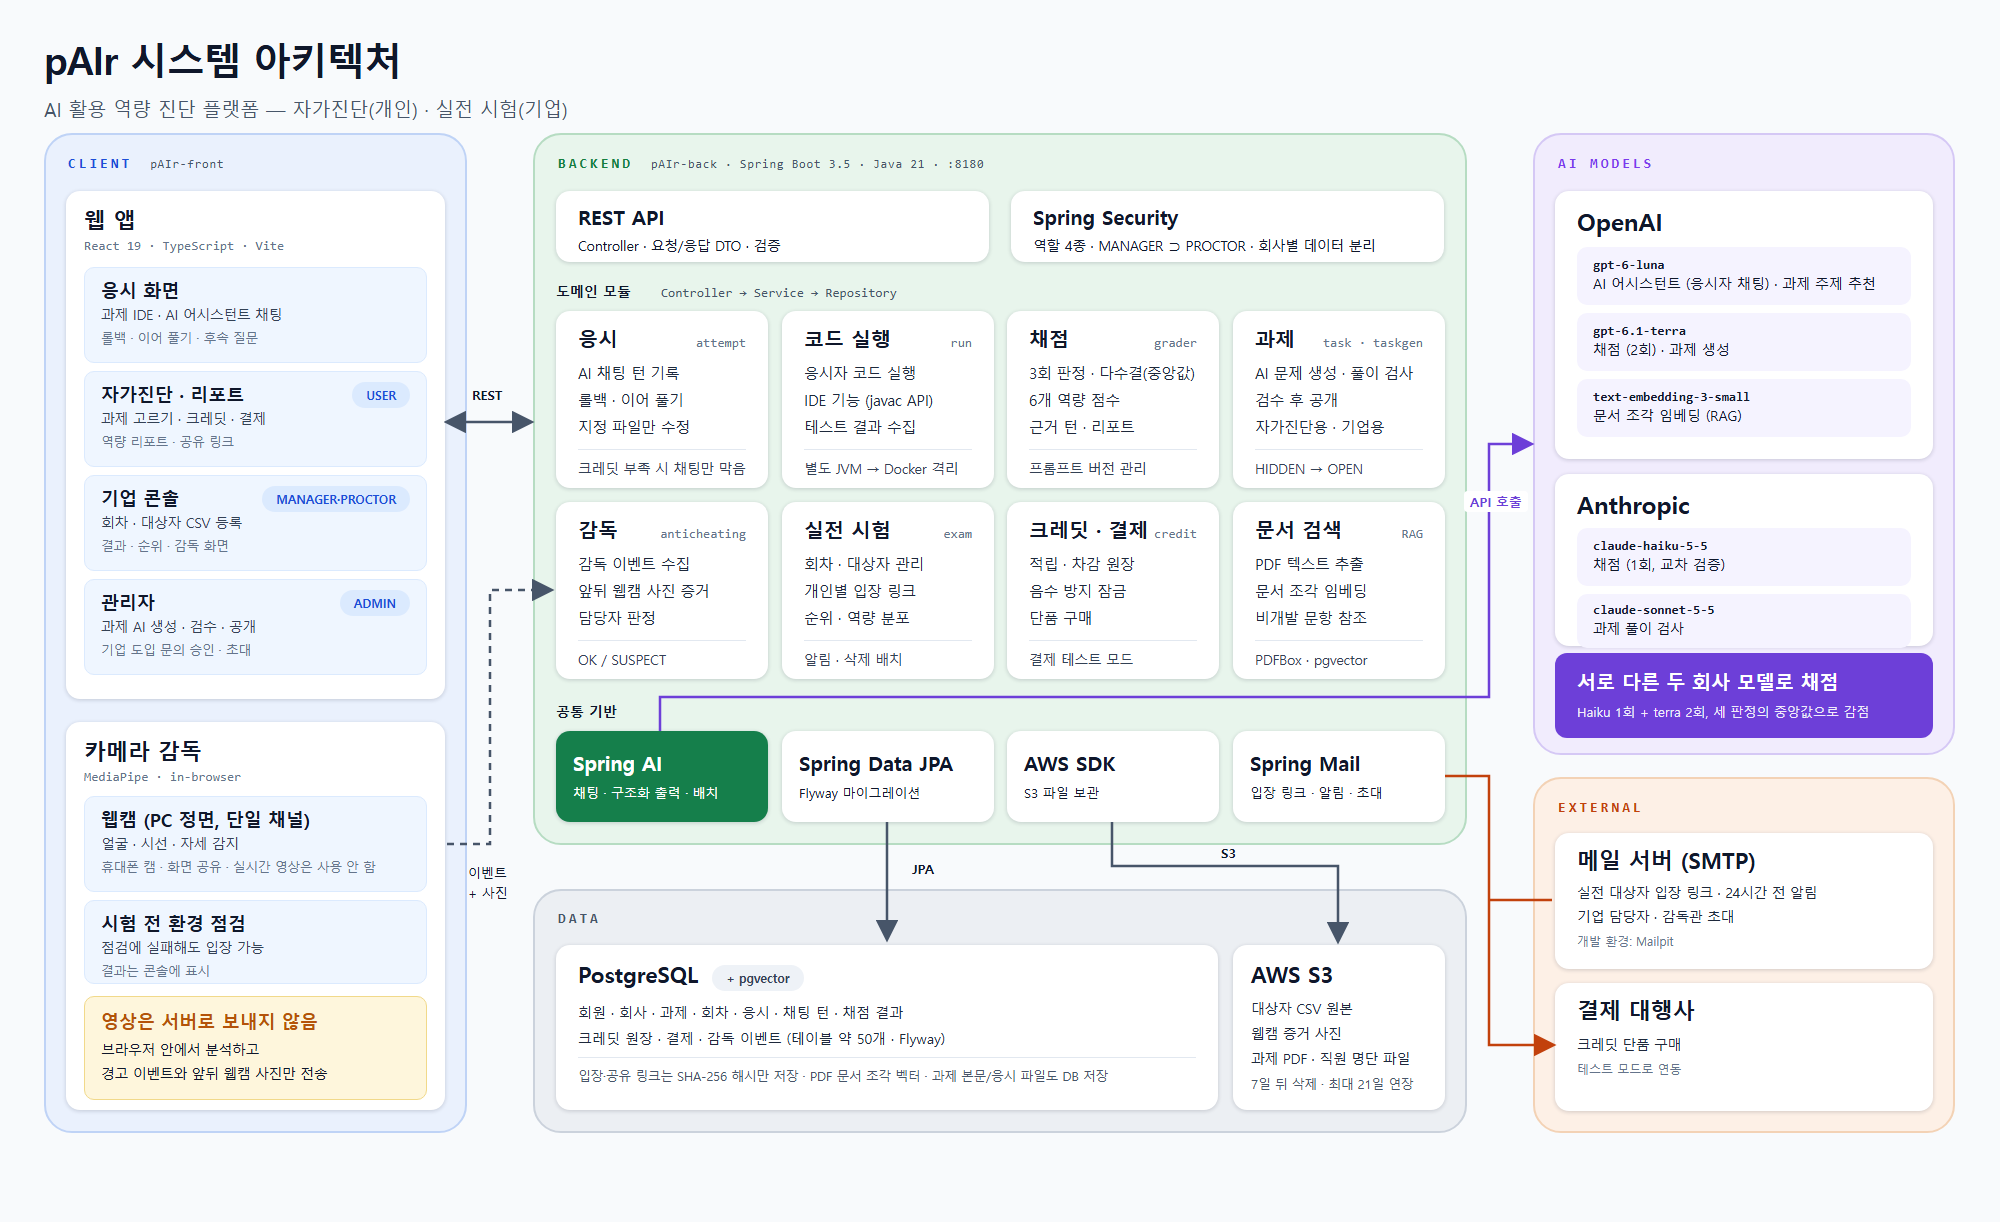 pAIr 시스템 아키텍처
AI 활용 역량 진단 플랫폼 — 자가진단(개인) · 실전 시험(기업)
CLIENT pAIr-front
웹 앱
React 19 · TypeScript · Vite
응시 화면
과제 IDE · AI 어시스턴트 채팅
롤백 · 이어 풀기 · 후속 질문
자가진단 · 리포트 USER
과제 고르기 · 크레딧 · 결제
역량 리포트 · 공유 링크
기업 콘솔 MANAGER·PROCTOR
회차 · 대상자 CSV 등록
결과 · 순위 · 감독 화면
관리자 ADMIN
과제 AI 생성 · 검수 · 공개
기업 도입 문의 승인 · 초대
카메라 감독
MediaPipe · in-browser
웹캠 (PC 정면, 단일 채널)
얼굴 · 시선 · 자세 감지
휴대폰 캠 · 화면 공유 · 실시간 영상은 사용 안 함
시험 전 환경 점검
점검에 실패해도 입장 가능
결과는 콘솔에 표시
영상은 서버로 보내지 않음
브라우저 안에서 분석하고
경고 이벤트와 앞뒤 웹캠 사진만 전송
REST
이벤트
+ 사진
BACKEND pAIr-back · Spring Boot 3.5 · Java 21 · :8180
REST API
Controller · 요청/응답 DTO · 검증
Spring Security
역할 4종 · MANAGER ⊃ PROCTOR · 회사별 데이터 분리
도메인 모듈 Controller → Service → Repository
응시 attempt
AI 채팅 턴 기록
롤백 · 이어 풀기
지정 파일만 수정
크레딧 부족 시 채팅만 막음
코드 실행 run
응시자 코드 실행
IDE 기능 (javac API)
테스트 결과 수집
별도 JVM → Docker 격리
채점 grader
3회 판정 · 다수결(중앙값)
6개 역량 점수
근거 턴 · 리포트
프롬프트 버전 관리
과제 task · taskgen
AI 문제 생성 · 풀이 검사
검수 후 공개
자가진단용 · 기업용
HIDDEN → OPEN
감독 anticheating
감독 이벤트 수집
앞뒤 웹캠 사진 증거
담당자 판정
OK / SUSPECT
실전 시험 exam
회차 · 대상자 관리
개인별 입장 링크
순위 · 역량 분포
알림 · 삭제 배치
크레딧 · 결제 credit
적립 · 차감 원장
음수 방지 잠금
단품 구매
결제 테스트 모드
문서 검색 RAG
PDF 텍스트 추출
문서 조각 임베딩
비개발 문항 참조
PDFBox · pgvector
공통 기반
Spring AI
채팅 · 구조화 출력 · 배치
Spring Data JPA
Flyway 마이그레이션
AWS SDK
S3 파일 보관
Spring Mail
입장 링크 · 알림 · 초대
JPA
S3
API 호출
DATA
PostgreSQL + pgvector
회원 · 회사 · 과제 · 회차 · 응시 · 채팅 턴 · 채점 결과
크레딧 원장 · 결제 · 감독 이벤트 (테이블 약 50개 · Flyway)
입장·공유 링크는 SHA-256 해시만 저장 · PDF 문서 조각 벡터 · 과제 본문/응시 파일도 DB 저장
AWS S3
대상자 CSV 원본
웹캠 증거 사진
과제 PDF · 직원 명단 파일
7일 뒤 삭제 · 최대 21일 연장
AI MODELS
OpenAI
gpt-6-luna
AI 어시스턴트 (응시자 채팅) · 과제 주제 추천
gpt-6.1-terra
채점 (2회) · 과제 생성
text-embedding-3-small
문서 조각 임베딩 (RAG)
Anthropic
claude-haiku-5-5
채점 (1회, 교차 검증)
claude-sonnet-5-5
과제 풀이 검사
서로 다른 두 회사 모델로 채점
Haiku 1회 + terra 2회, 세 판정의 중앙값으로 감점
EXTERNAL
메일 서버 (SMTP)
실전 대상자 입장 링크 · 24시간 전 알림
기업 담당자 · 감독관 초대
개발 환경: Mailpit
결제 대행사
크레딧 단품 구매
테스트 모드로 연동